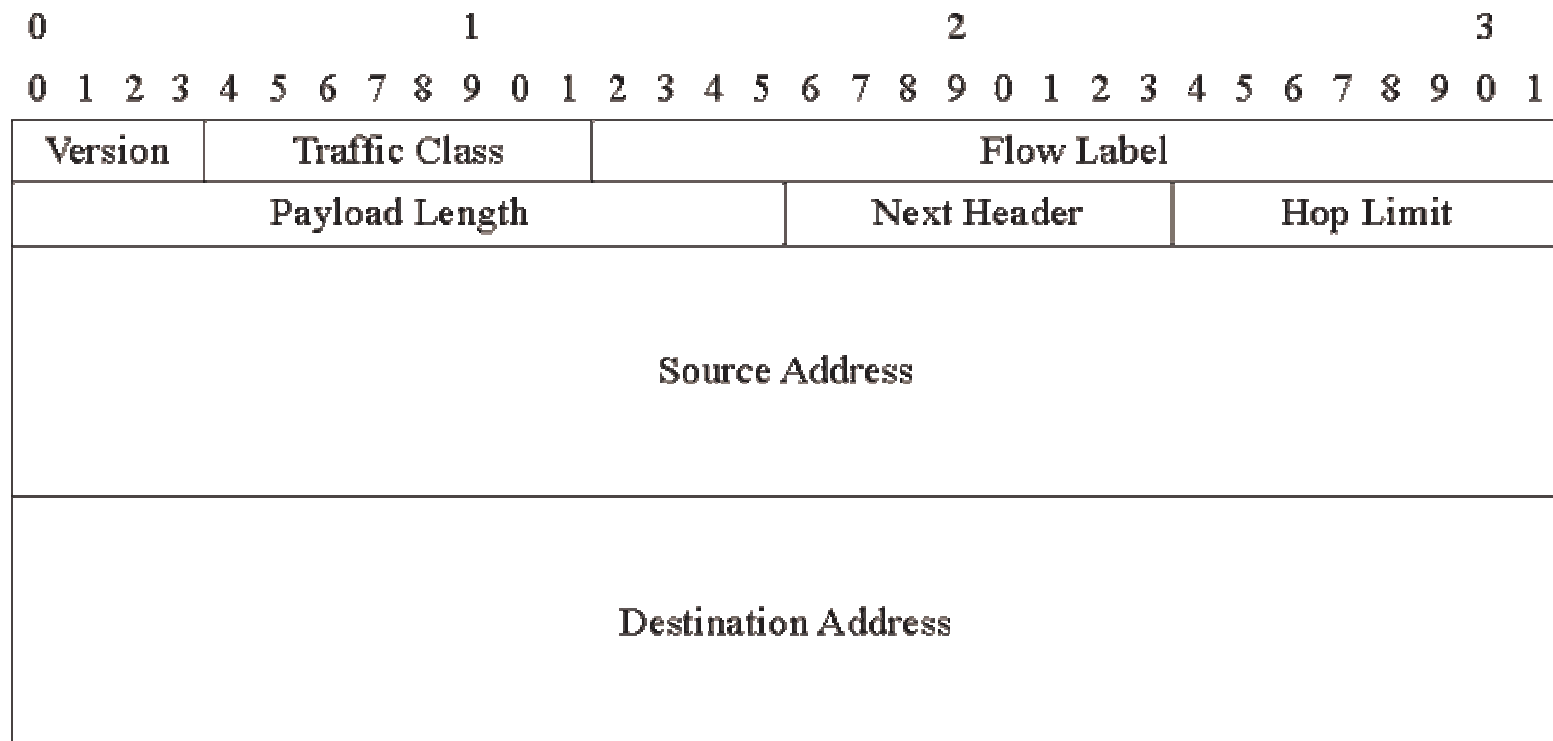 0 1 2 3
0 1 2 3 4 5 6 7 8 9 0 1 2 3 4 5 6 7 8 9 0 1 2 3 4 5 6 7 8 9 0 1
Version Traffic Class Flow Label
Payload Length Next Header Hop Limit
Source Address
Destination Address